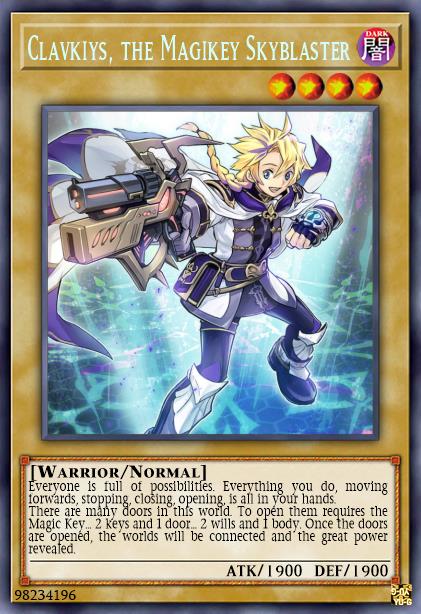 CLAVKIYS, THE MAGIKEY SKYBLASTER
DARK
闇
[WARRIOR/NORMAL]
Everyone is full of possibilities. Everything you do, moving
forwards, stopping, closing, opening, is all in your hands.
There are many doors in this world. To open them requires the
Magic Key... 2 keys and 1 door... 2 wills and 1 body. Once the doors
are opened, the worlds will be connected and the great power
revealed.
ATK/1900 DEF/1900
98234196